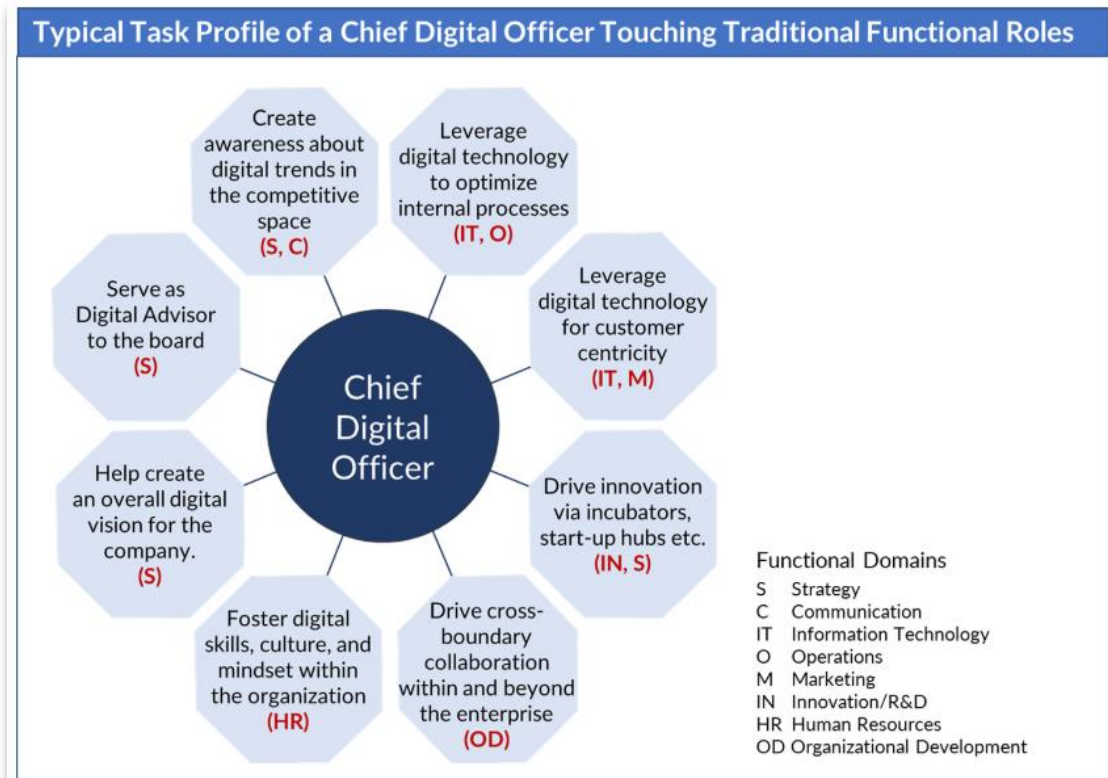 Typical Task Profile of a Chief Digital Officer Touching Traditional Functional Roles
Create
awareness about
digital trends in
the competitive
space
(S, C)
Leverage
digital technology
to optimize
internal processes
(IT, O)
Leverage
digital technology
for customer
centricity
(IT, M)
Drive innovation
via incubators,
start-up hubs etc.
(IN, S)
Drive cross-
boundary
collaboration
within and beyond
the enterprise
(OD)
Foster digital
skills, culture, and
mindset within
the organization
(HR)
Help create
an overall digital
vision for the
company.
(S)
Serve as
Digital Advisor
to the board
(S)
Chief
Digital
Officer
Functional Domains
S Strategy
C Communication
IT Information Technology
O Operations
M Marketing
IN Innovation/R&D
HR Human Resources
OD Organizational Development